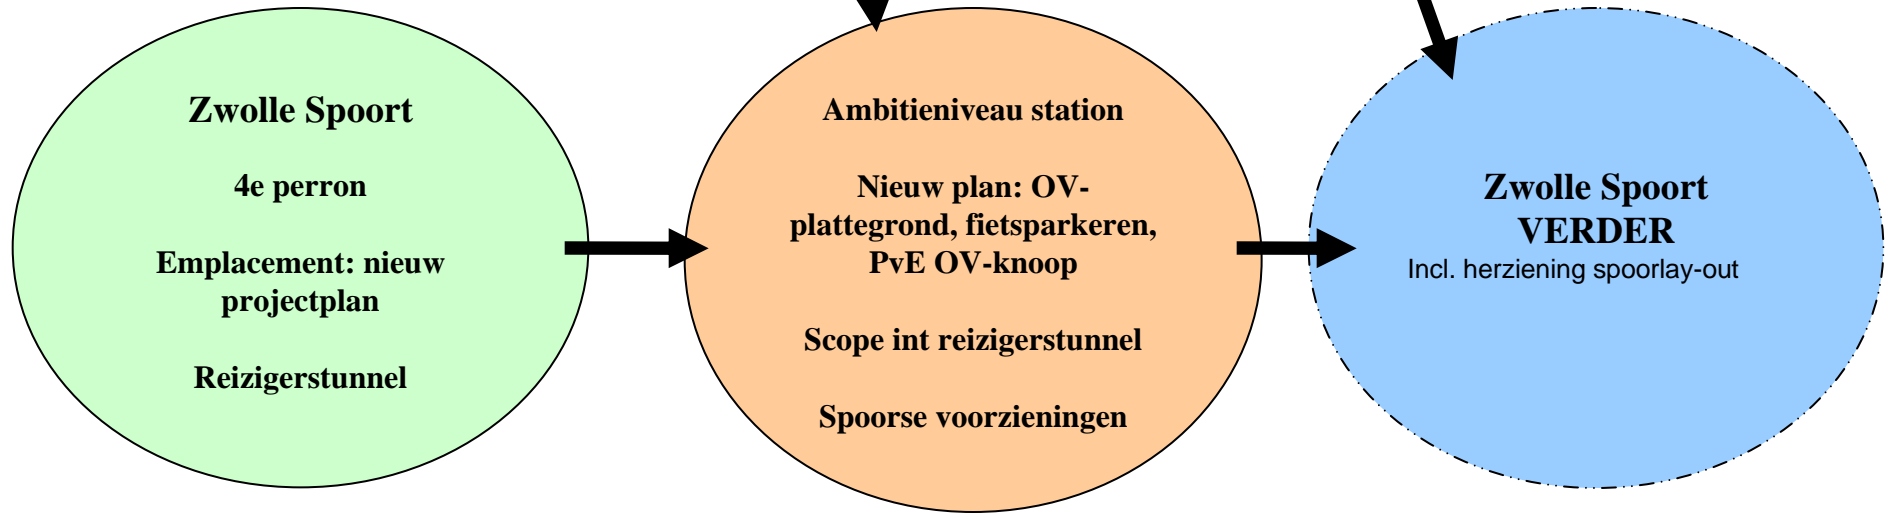 Zwolle Spoort
4e perron
Emplacement: nieuw
projectplan
Reizigerstunnel
Ambitieniveau station
Nieuw plan: OV-
plattegrond, fietsparkeren,
PvE OV-knoop
Scope int reizigerstunnel
Spoorse voorzieningen
Zwolle Spoort
VERDER
Incl. herziening spoorlay-out